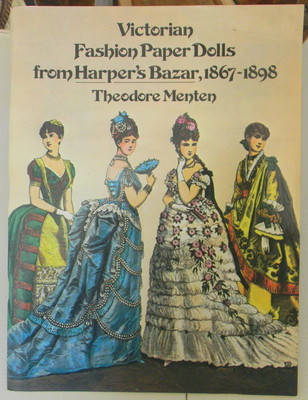 Victorian
Fashion Paper Dolls
from Harper's Bazar, 1867-1898
Theodore Menten